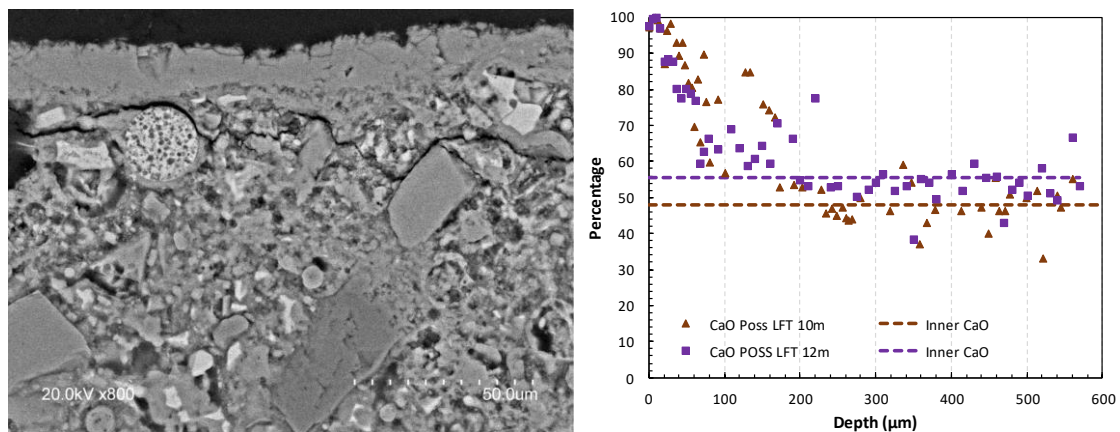 20.0kV x800
50.0um
Percentage
100
90
80
70
60
50
40
30
20
10
0
CaO Poss LFT 10m
Inner CaO
CaO POSS LFT 12m
Inner CaO
0 100 200 300 400 500 600
Depth (µm)